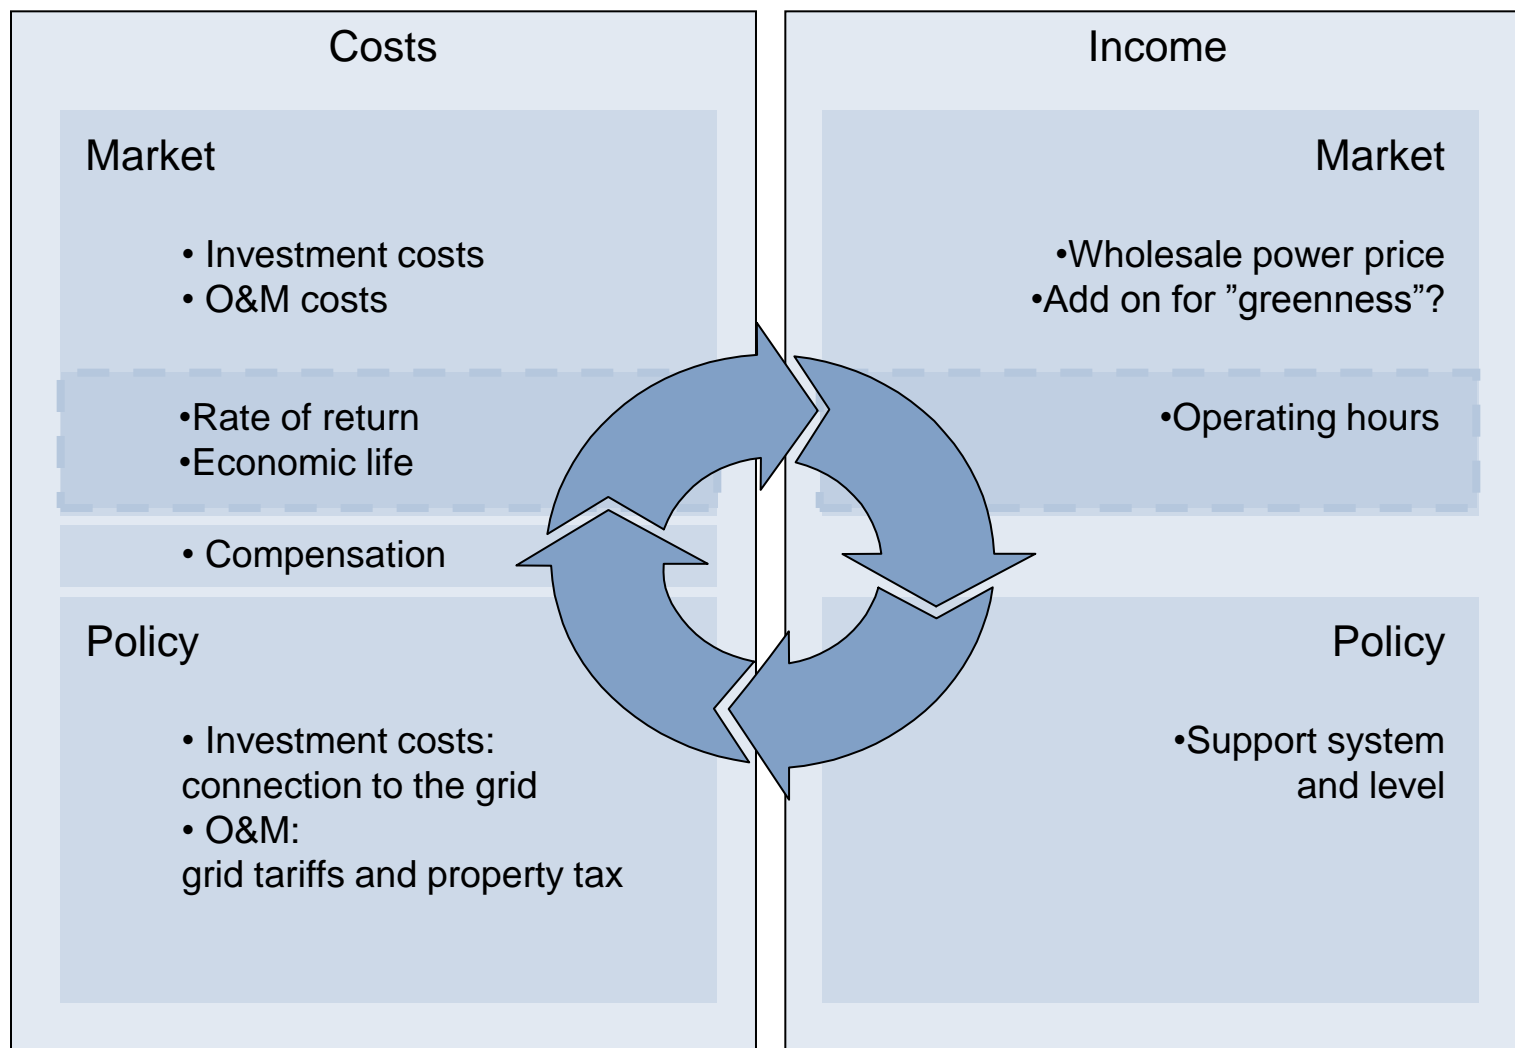 Costs
Market
• Investment costs
• O&M costs
•Rate of return
•Economic life
• Compensation
Policy
• Investment costs:
connection to the grid
• O&M:
grid tariffs and property tax
Income
Market
•Wholesale power price
•Add on for ”greenness”?
•Operating hours
Policy
•Support system
and level